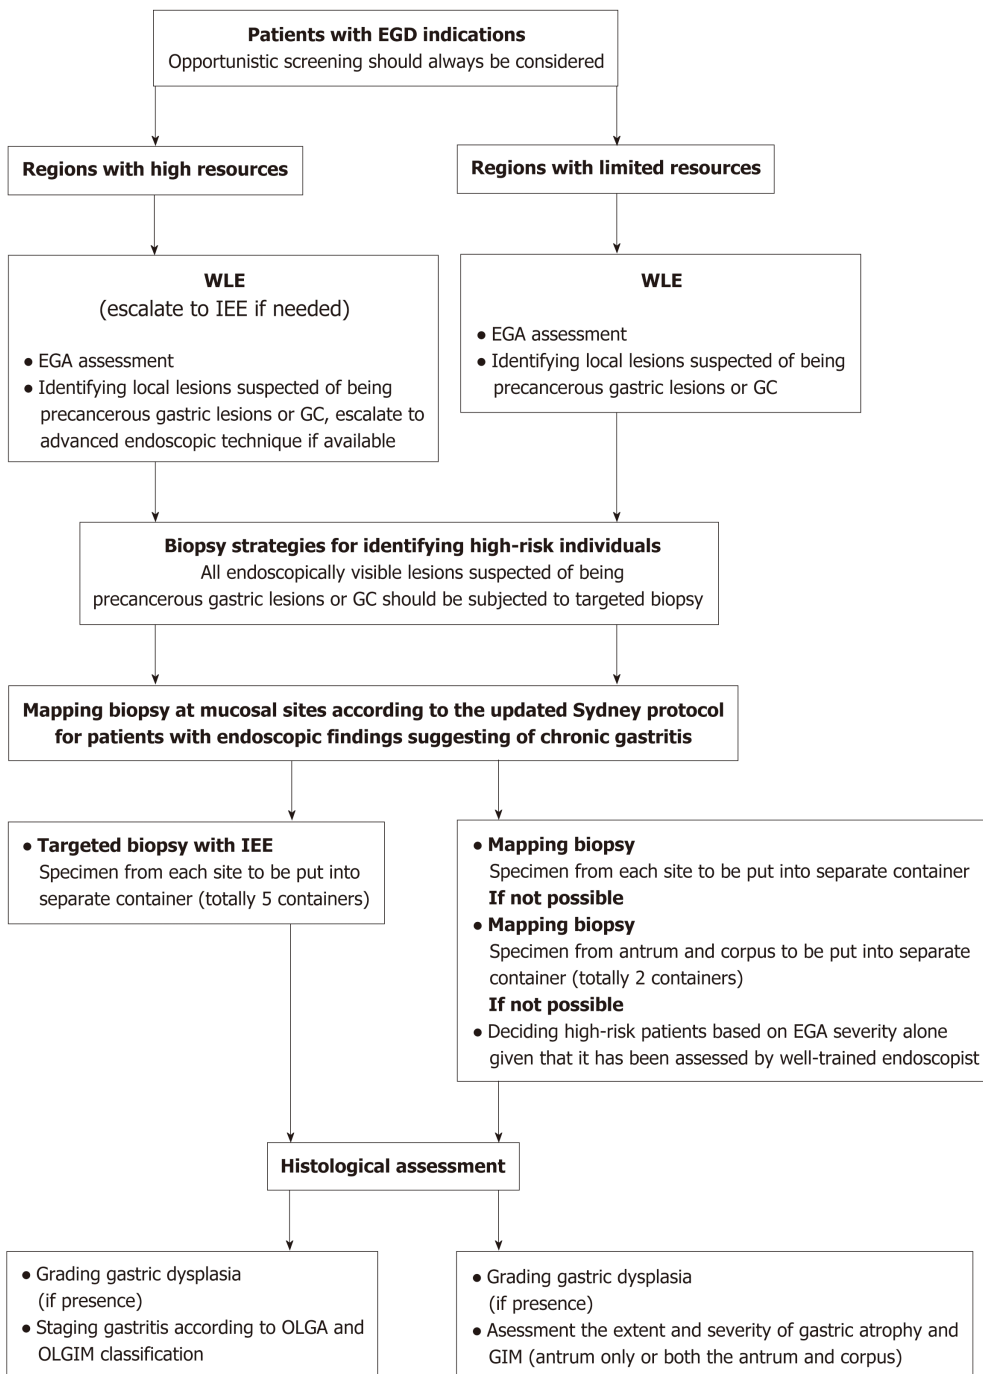 Patients with EGD indications
Opportunistic screening should always be considered
Regions with high resources
Regions with limited resources
WLE
(escalate to IEE if needed)
● EGA assessment
● Identifying local lesions suspected of being
precancerous gastric lesions or GC, escalate to
advanced endoscopic technique if available
WLE
● EGA assessment
● Identifying local lesions suspected of being
precancerous gastric lesions or GC
Biopsy strategies for identifying high-risk individuals
All endoscopically visible lesions suspected of being
precancerous gastric lesions or GC should be subjected to targeted biopsy
Mapping biopsy at mucosal sites according to the updated Sydney protocol
for patients with endoscopic findings suggesting of chronic gastritis
● Targeted biopsy with IEE
Specimen from each site to be put into
separate container (totally 5 containers)
● Mapping biopsy
Specimen from each site to be put into separate container
If not possible
● Mapping biopsy
Specimen from antrum and corpus to be put into separate
container (totally 2 containers)
If not possible
● Deciding high-risk patients based on EGA severity alone
given that it has been assessed by well-trained endoscopist
Histological assessment
● Grading gastric dysplasia
(if presence)
● Staging gastritis according to OLGA and
OLGIM classification
● Grading gastric dysplasia
(if presence)
● Asessment the extent and severity of gastric atrophy and
GIM (antrum only or both the antrum and corpus)